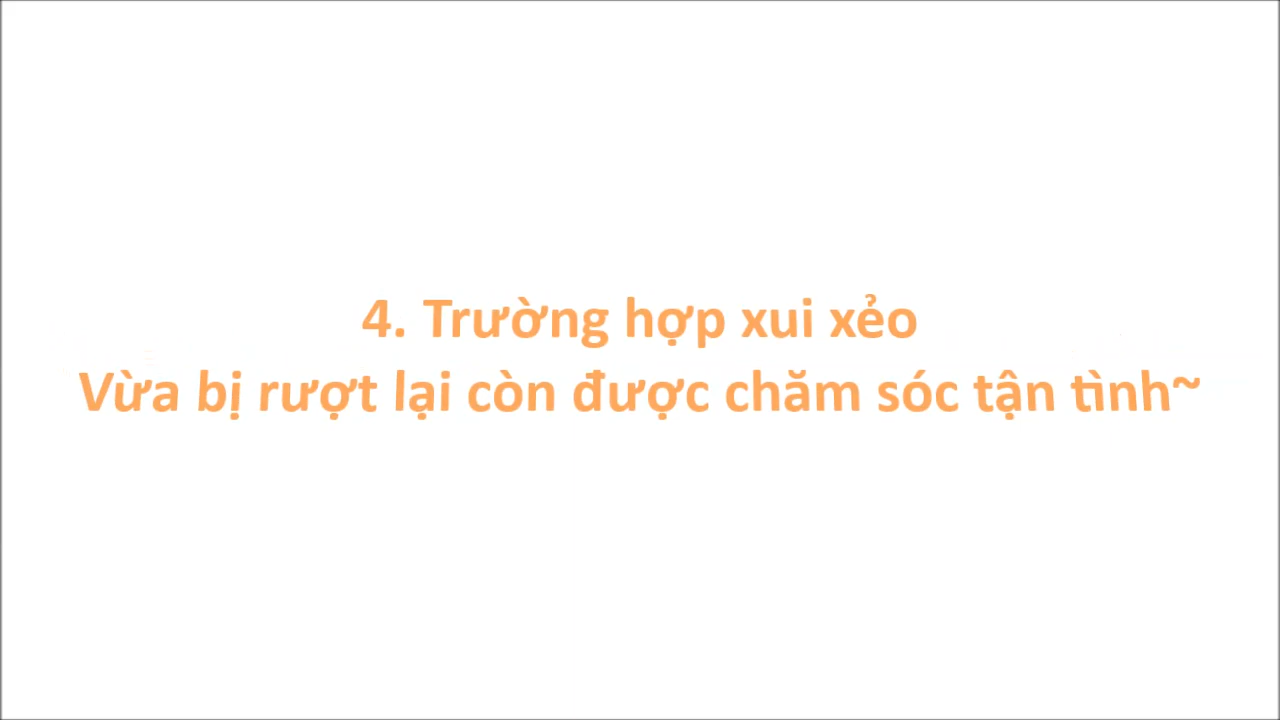 4. Trường hợp xui xẻo
Vừa bị rượt lại còn được chăm sóc tận tình~